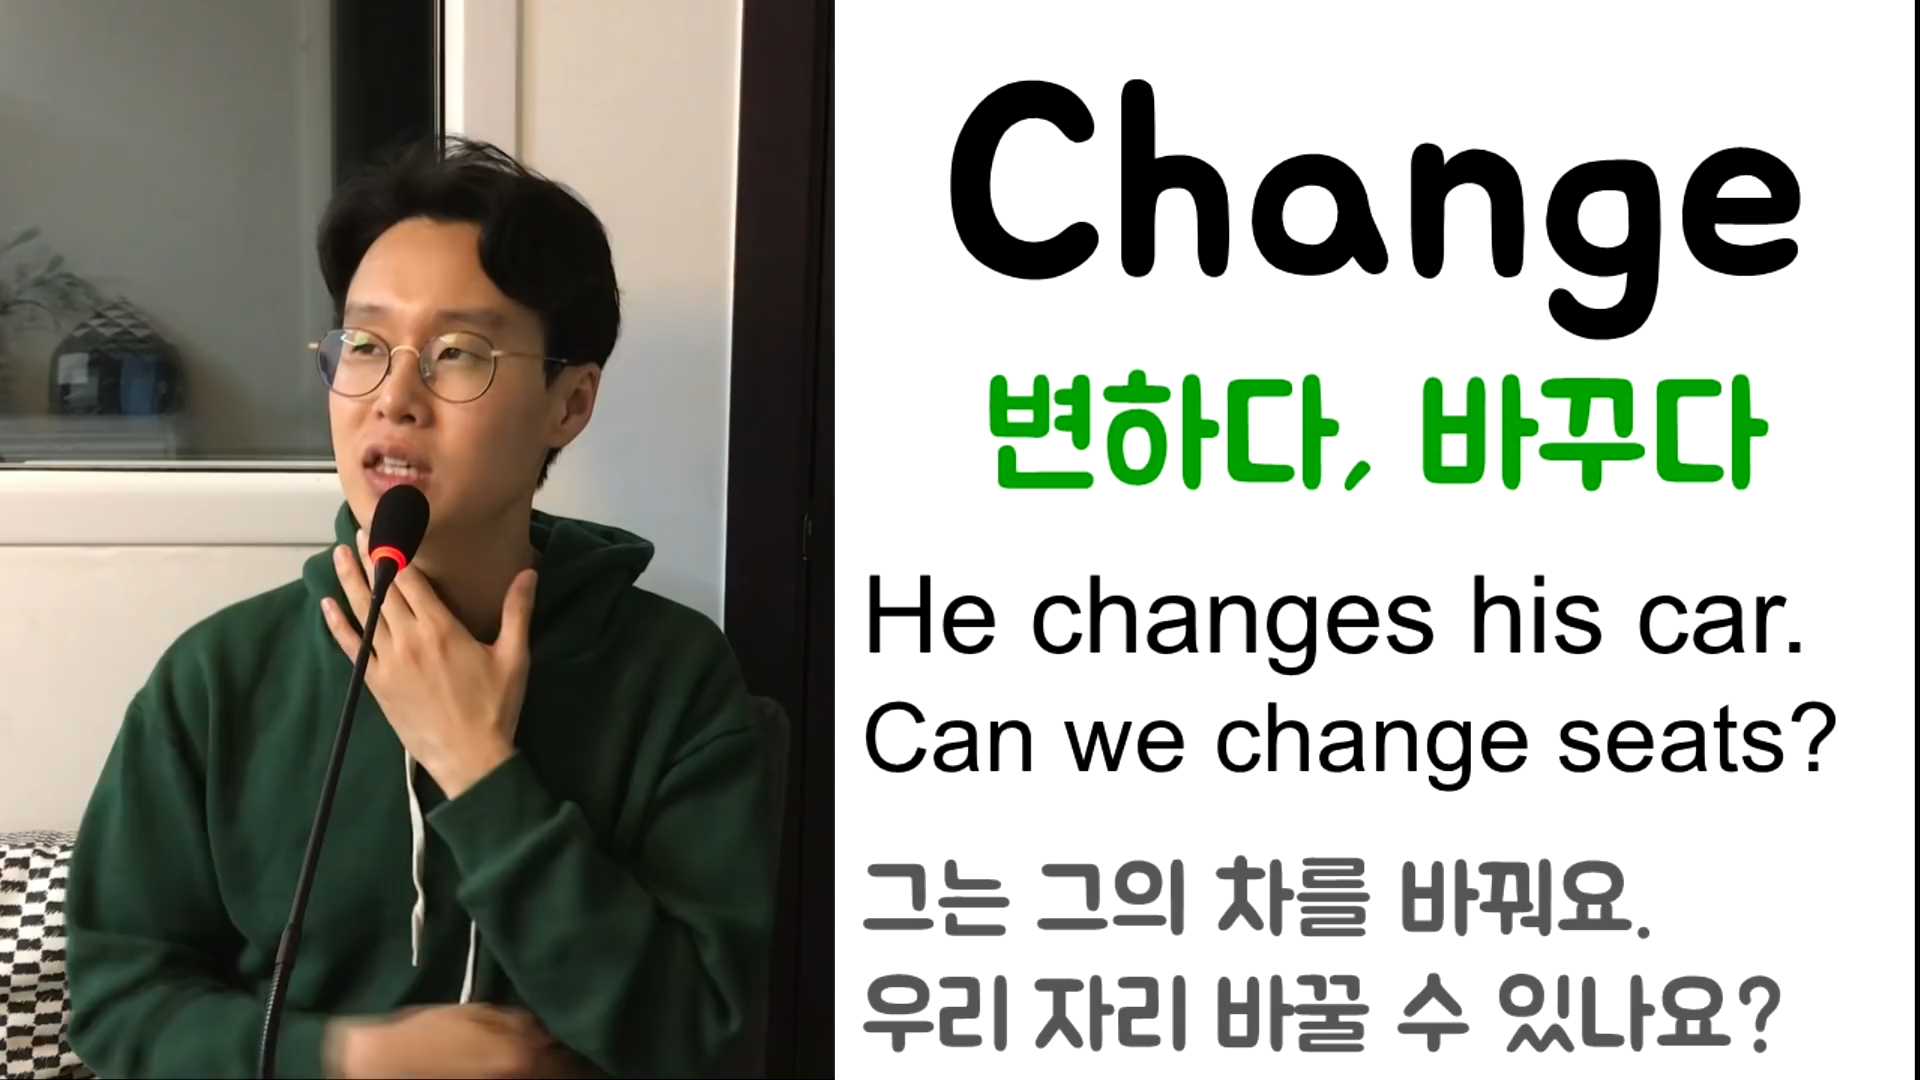 Change
변하다, 바꾸다
He changes his car.
Can we change seats?
그는 그의 차를 바꿔요.
우리 자리 바꿀 수 있나요?